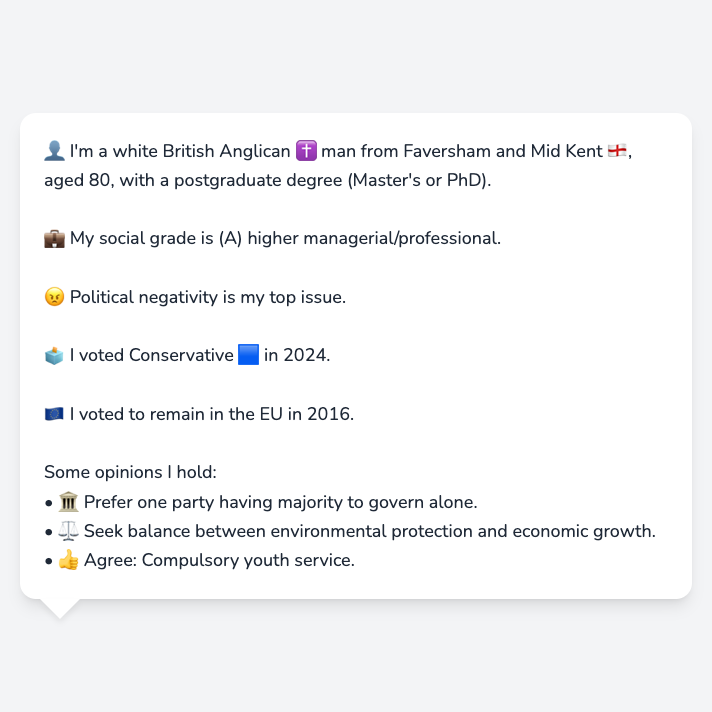 👤 I'm a white British Anglican ✝️ man from Faversham and Mid Kent 🏴󠁧󠁢󠁥󠁮󠁧󠁿,
aged 80, with a postgraduate degree (Master's or PhD).
💼 My social grade is (A) higher managerial/professional.
😠 Political negativity is my top issue.
🗳️ I voted Conservative 🟦 in 2024.
🇪🇺 I voted to remain in the EU in 2016.
Some opinions I hold:
• 🏛️ Prefer one party having majority to govern alone.
• ⚖️ Seek balance between environmental protection and economic growth.
• 👍 Agree: Compulsory youth service.